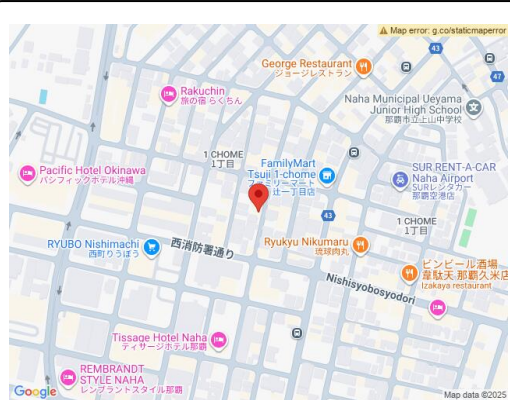 Map error: g.co/staticmaperror
43
47
George Restaurant
ジョージレストラン
Rakuchin
旅の宿 らくちん
Naha Municipal Ueyama
Junior High School
那覇市立上山中学校
1 CHOME
1丁目
FamilyMart
Tsuji 1-chome
ファミリーマート
辻一丁目店
Pacific Hotel Okinawa
パシフィックホテル沖縄
SUR RENT-A-CAR
Naha Airport
SURレンタカー
那覇空港店
43
1 CHOME
1丁目
RYUBO Nishimachi
西町りうぼう
西消防署通り
Ryukyu Nikumaru
琉球肉丸
ビンビール酒場
韋駄天 那覇久米店
Izakaya restaurant
Nishisyobosyodori
Tissage Hotel Naha
ティサージホテル那覇
REMBRANDT
STYLE NAHA
レンブラントスタイル那覇
Google
Map data ©2025